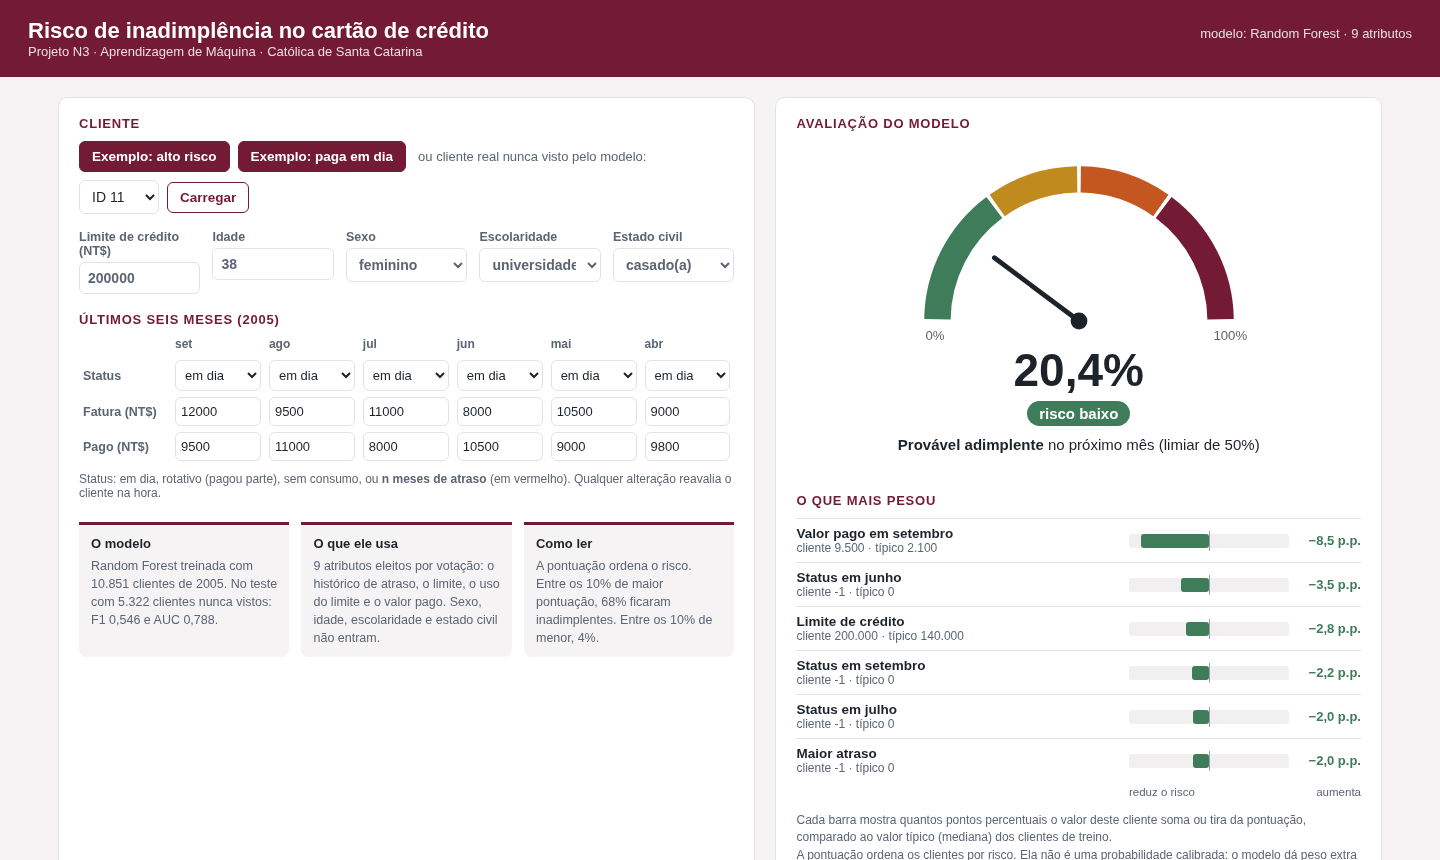 Risco de inadimplência no cartão de crédito
Projeto N3 · Aprendizagem de Máquina · Católica de Santa Catarina
modelo: Random Forest · 9 atributos
CLIENTE
Exemplo: alto risco
Exemplo: paga em dia
ou cliente real nunca visto pelo modelo:
ID 11
Carregar
Limite de crédito
(NT$)
Idade
Sexo
Escolaridade
Estado civil
200000
38
feminino
universidade
casado(a)
ÚLTIMOS SEIS MESES (2005)
set ago jul jun mai abr
Status em dia em dia em dia em dia em dia em dia
Fatura (NT$) 12000 9500 11000 8000 10500 9000
Pago (NT$) 9500 11000 8000 10500 9000 9800
Status: em dia, rotativo (pagou parte), sem consumo, ou n meses de atraso (em vermelho). Qualquer alteração reavalia o
cliente na hora.
O modelo
Random Forest treinada com
10.851 clientes de 2005. No teste
com 5.322 clientes nunca vistos:
F1 0,546 e AUC 0,788.
O que ele usa
9 atributos eleitos por votação: o
histórico de atraso, o limite, o uso
do limite e o valor pago. Sexo,
idade, escolaridade e estado civil
não entram.
Como ler
A pontuação ordena o risco.
Entre os 10% de maior
pontuação, 68% ficaram
inadimplentes. Entre os 10% de
menor, 4%.
AVALIAÇÃO DO MODELO
0%
100%
20,4%
risco baixo
Provável adimplente no próximo mês (limiar de 50%)
O QUE MAIS PESOU
Valor pago em setembro
cliente 9.500 · típico 2.100
−8,5 p.p.
Status em junho
cliente -1 · típico 0
−3,5 p.p.
Limite de crédito
cliente 200.000 · típico 140.000
−2,8 p.p.
Status em setembro
cliente -1 · típico 0
−2,2 p.p.
Status em julho
cliente -1 · típico 0
−2,0 p.p.
Maior atraso
cliente -1 · típico 0
−2,0 p.p.
reduz o risco
aumenta
Cada barra mostra quantos pontos percentuais o valor deste cliente soma ou tira da pontuação,
comparado ao valor típico (mediana) dos clientes de treino.
A pontuação ordena os clientes por risco. Ela não é uma probabilidade calibrada: o modelo dá peso extra